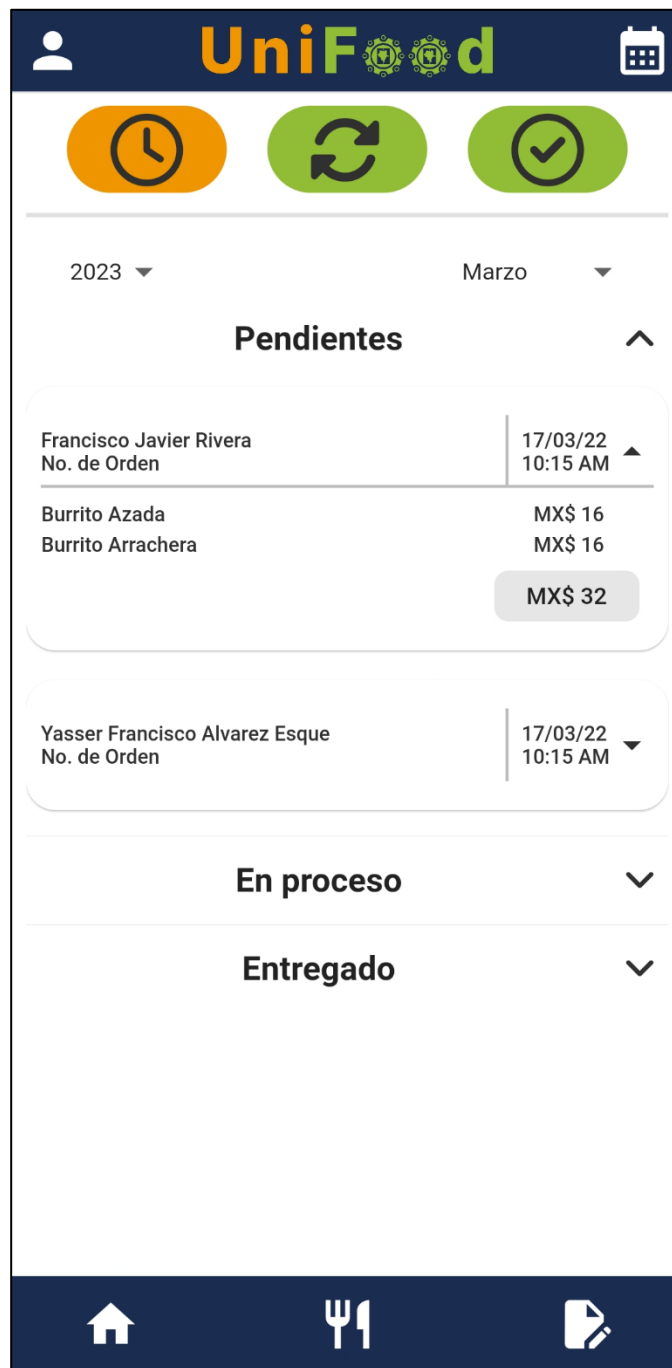 UniFood
2023
Marzo
Pendientes
Francisco Javier Rivera
No. de Orden
17/03/22
10:15 AM
Burrito Azada
MX$ 16
Burrito Arrachera
MX$ 16
MX$ 32
Yasser Francisco Alvarez Esque
No. de Orden
17/03/22
10:15 AM
En proceso
Entregado